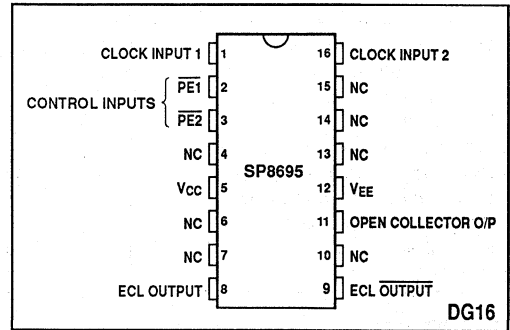 CLOCK INPUT 1 1 16 CLOCK INPUT 2
PE1 2 15 NC
CONTROL INPUTS
PE2 3 14 NC
NC 4 13 NC
SP8695
VCC 5 12 VEE
NC 6 11 OPEN COLLECTOR O/P
NC 7 10 NC
ECL OUTPUT 8 9 ECL OUTPUT
DG16